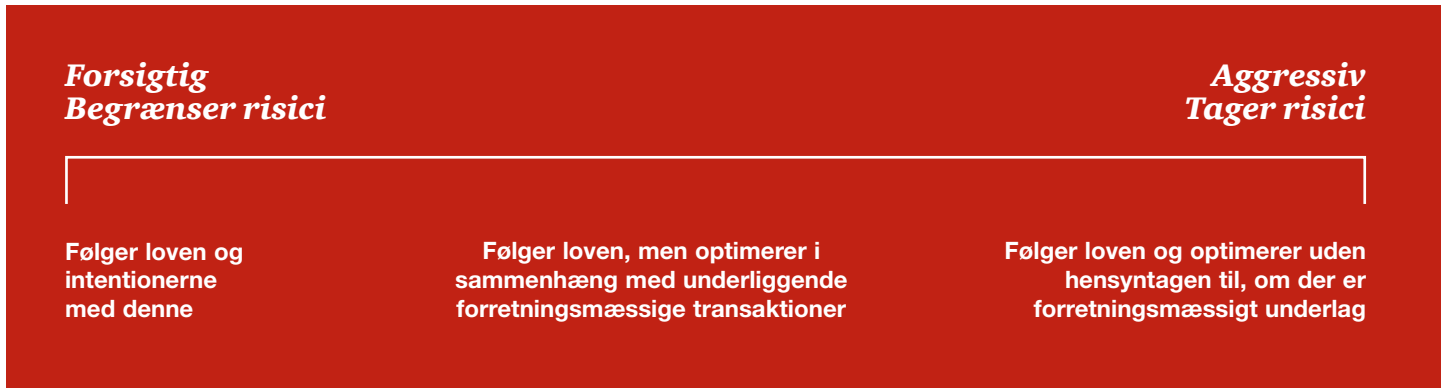 Forsigtig
Begrænser risici
Aggressiv
Tager risici
Følger loven og
intentionerne
med denne
Følger loven, men optimerer i
sammenhæng med underliggende
forretningsmæssige transaktioner
Følger loven og optimerer uden
hensyntagen til, om der er
forretningsmæssigt underlag